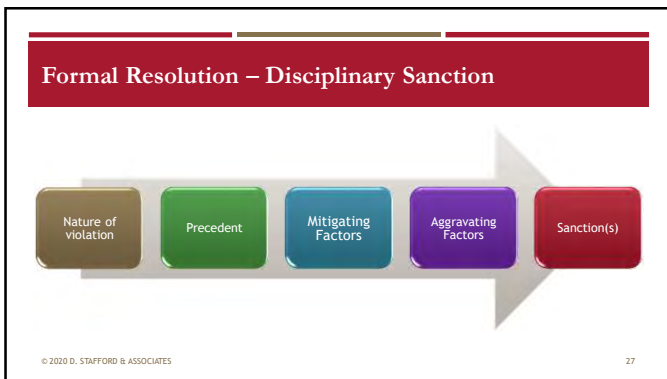 Formal Resolution – Disciplinary Sanction
Nature of
violation
Precedent
Mitigating
Factors
Aggravating
Factors
Sanction(s)
© 2020 D. STAFFORD & ASSOCIATES
27